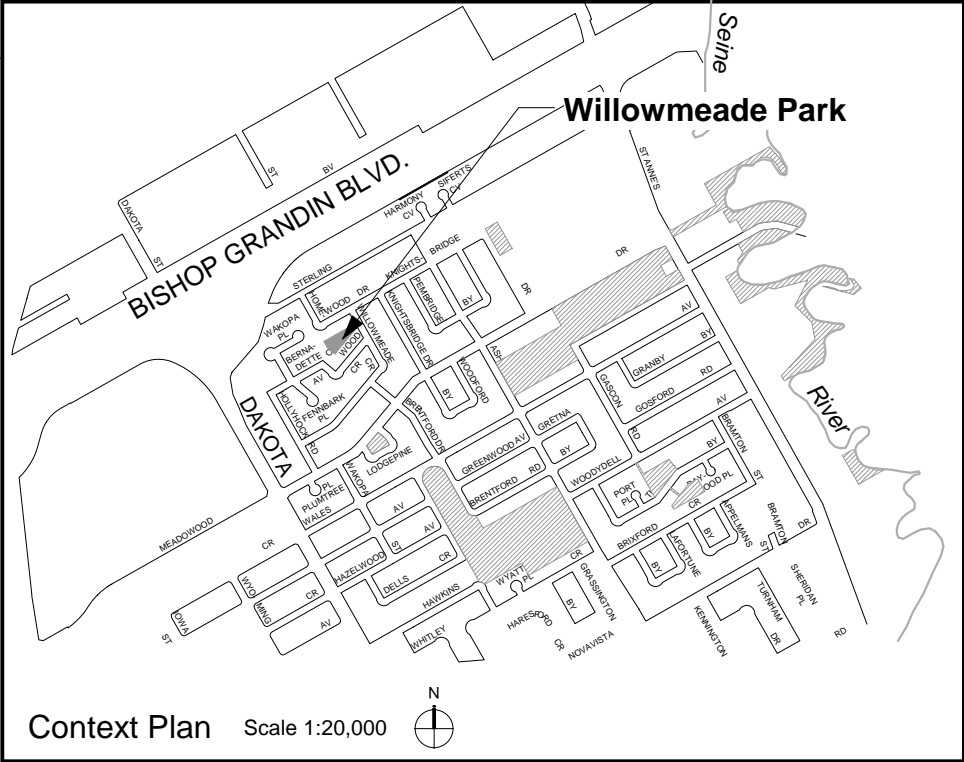 Seine
Willowmeade Park
ST
BV
DAKOTA
ST
BISHOP GRANDIN BLVD.
ST ANNE'S
SIFERTS
CV
HARMONY
CV
BRIDGE
KNIGHTS-
DR
DR
STERLING
HOME-
WOOD
DR
PEMBRIDGE
BY
WAKOPA
PL
WILLOWMEADE
CR
KNIGHTSBRIDGE DR
BERNA-
DETTE
AV
WOOD
CR
ASH
AV
BY
GRANBY
RD
GOSFORD
AV
GASCON
RD
River
FENNBARK
PL
WOODFORD
BY
HOLLYHOCK
RD
DAKOTA
BRENTFORD DR
GRETNA
BY
GREENWOOD AV
LODGEPINE
WAKOPA
ST
PL
PLUMTREE
WALES
AV
BRENTFORD
RD
WOODYDELL
BRAMTON
ST
BY
PORT
PL
OOD PL
MEADOWOOD
CR
AV
HAZELWOOD
DELLS
CR
BRIXFORD
CR
APPELMANS
BY
LAFORTUNE
BY
BRAMTON
ST
DR
WYOMING
CR
AV
IOWA
ST
HAWKINS
WYATT
PL
CR
GRASSINGTON
BY
HARESFORD
CR
NOVAVISTA
WHITLEY
KENNINGTON
TURNHAM
DR
SHERIDAN
PL
RD
N
Context Plan
Scale 1:20,000